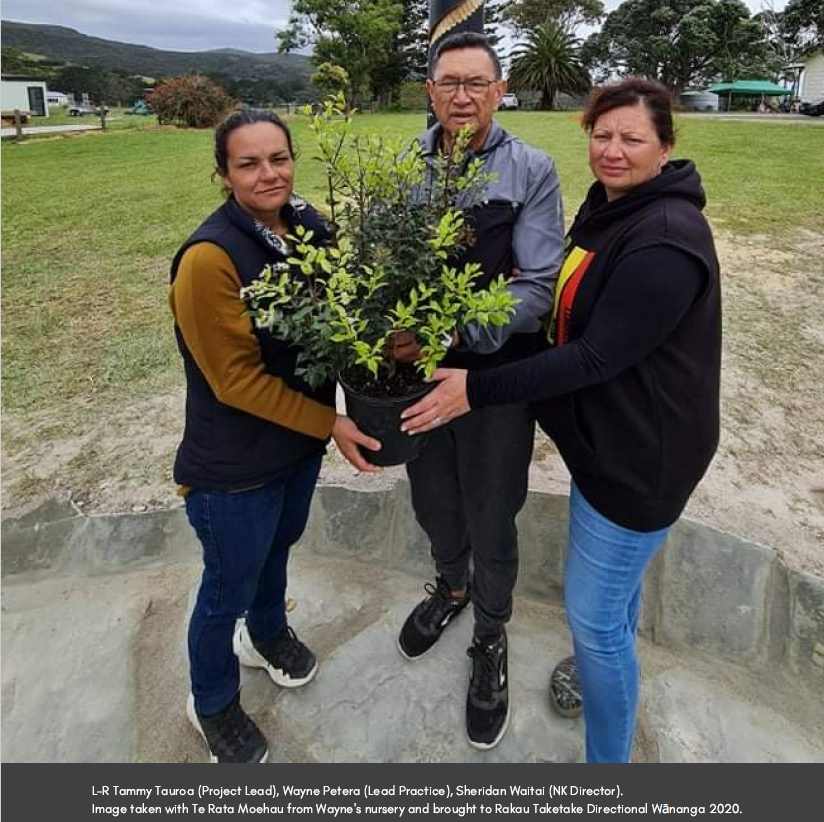 L-R Tammy Tauroa (Project Lead), Wayne Petera (Lead Practice), Sheridan Waitai (NK Director).
Image taken with Te Rata Moehau from Wayne's nursery and brought to Rakau Taketake Directional Wānanga 2020.